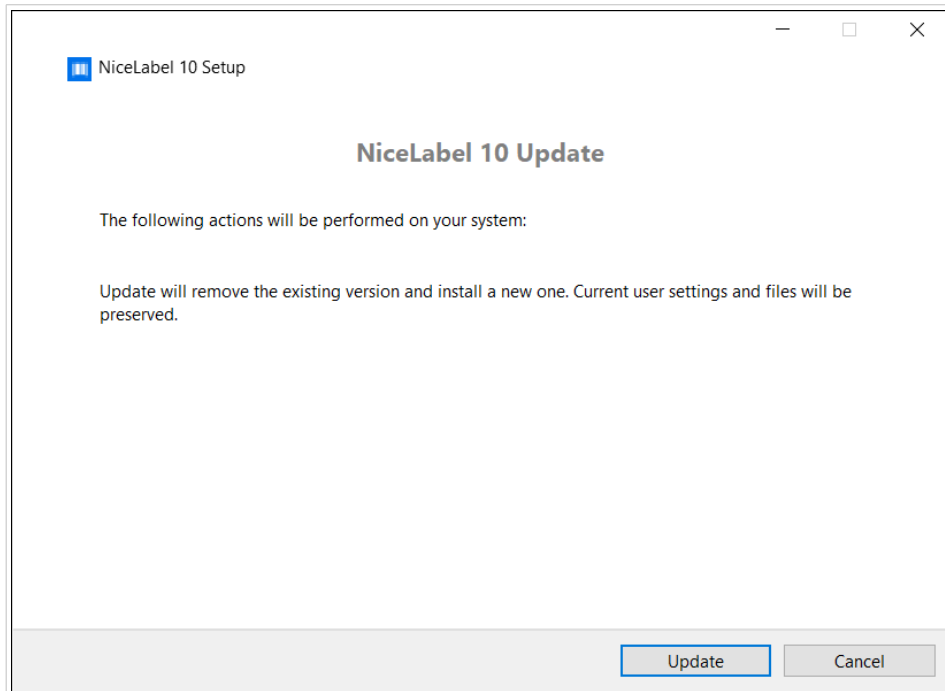 NiceLabel 10 Setup
NiceLabel 10 Update
The following actions will be performed on your system:
Update will remove the existing version and install a new one. Current user settings and files will be
preserved.
Update
Cancel